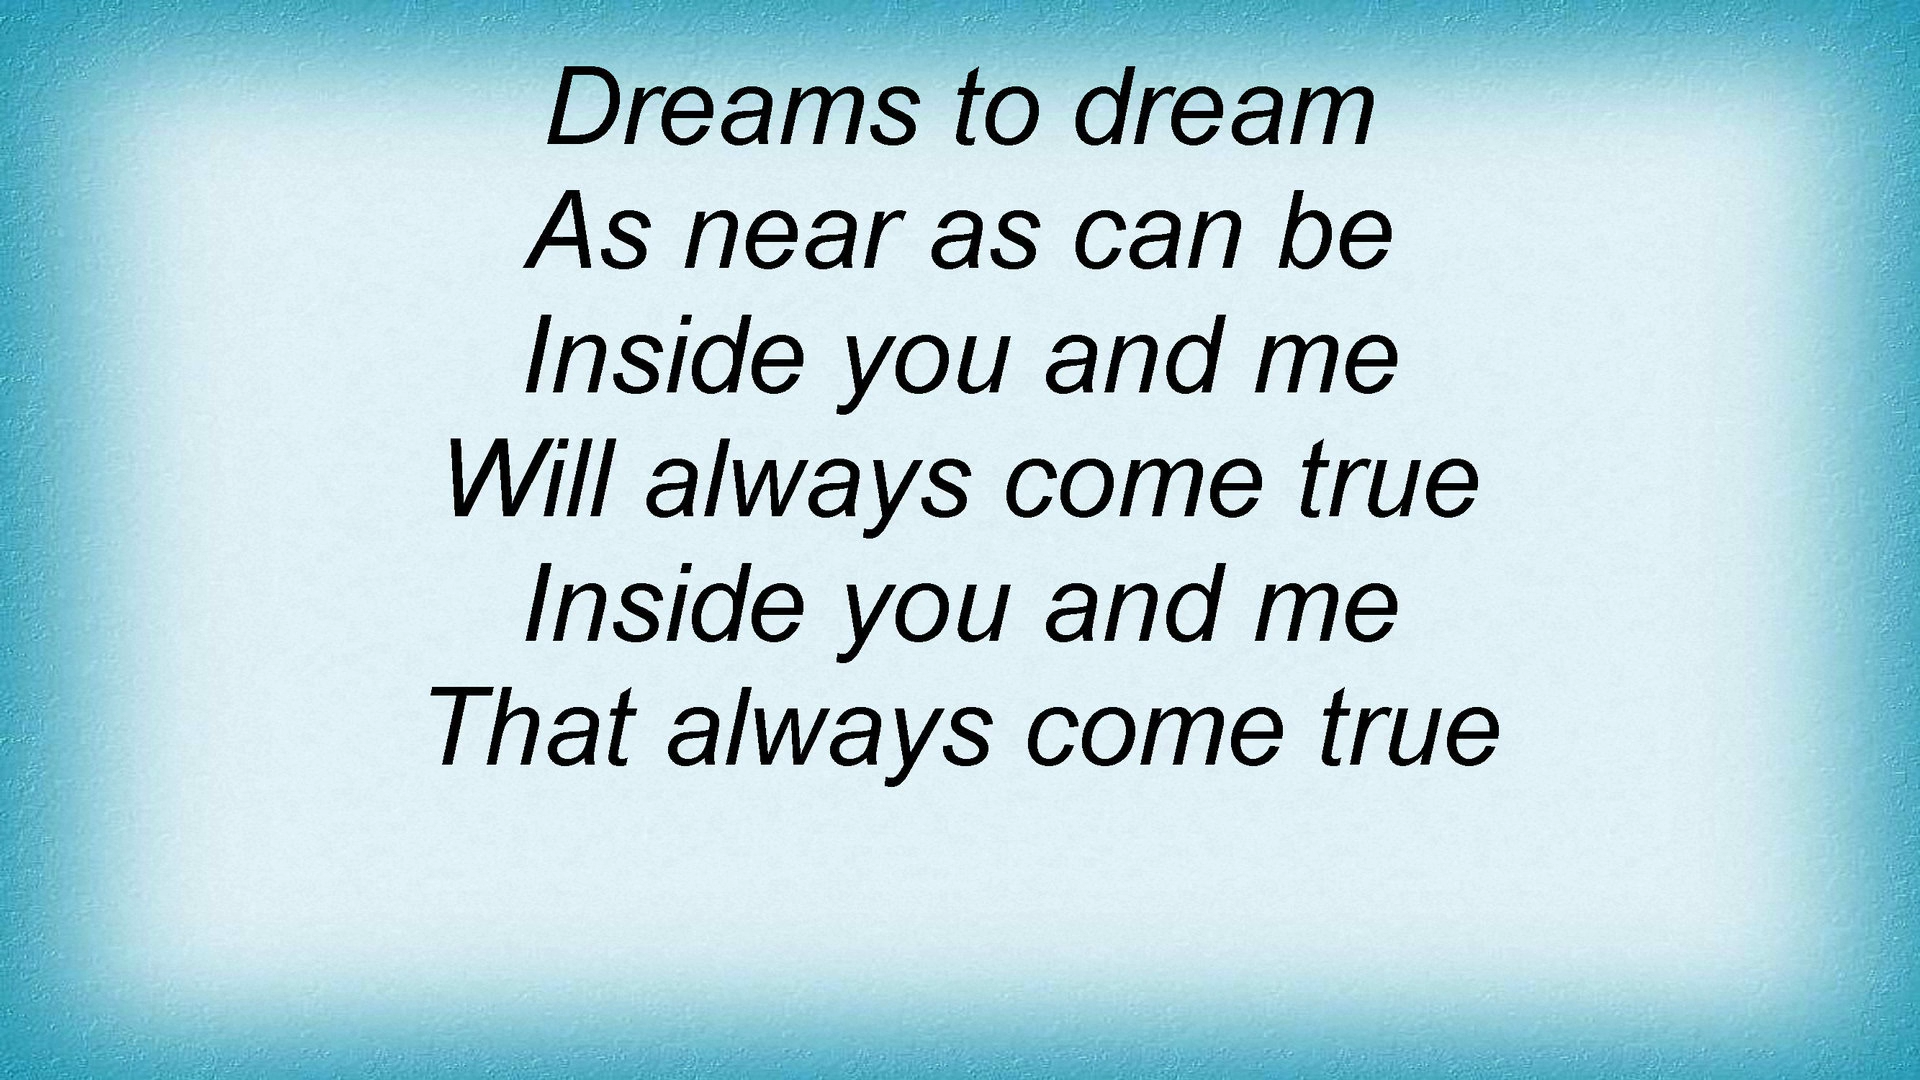 Dreams to dream
As near as can be
Inside you and me
Will always come true
Inside you and me
That always come true